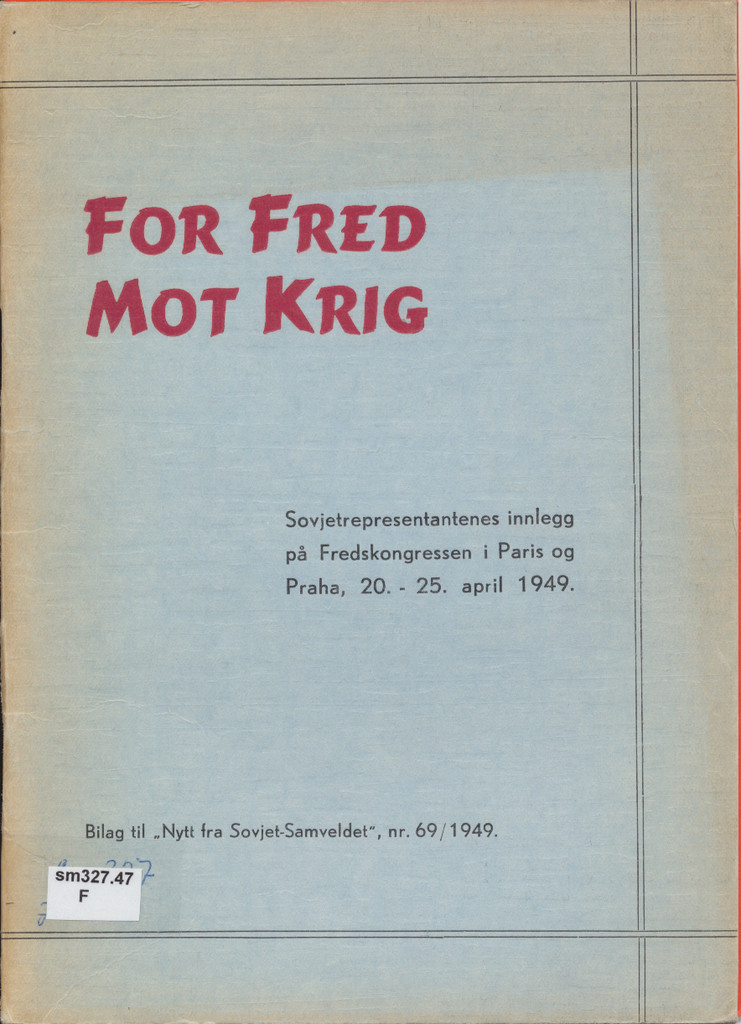 FOR FRED
MOT KRIG
Sovjetrepresentantenes innlegg
på Fredskongressen i Paris og
Praha, 20. - 25. april 1949.
Bilag til „Nytt fra Sovjet-Samveldet", nr. 69/1949.
sm327.47
F